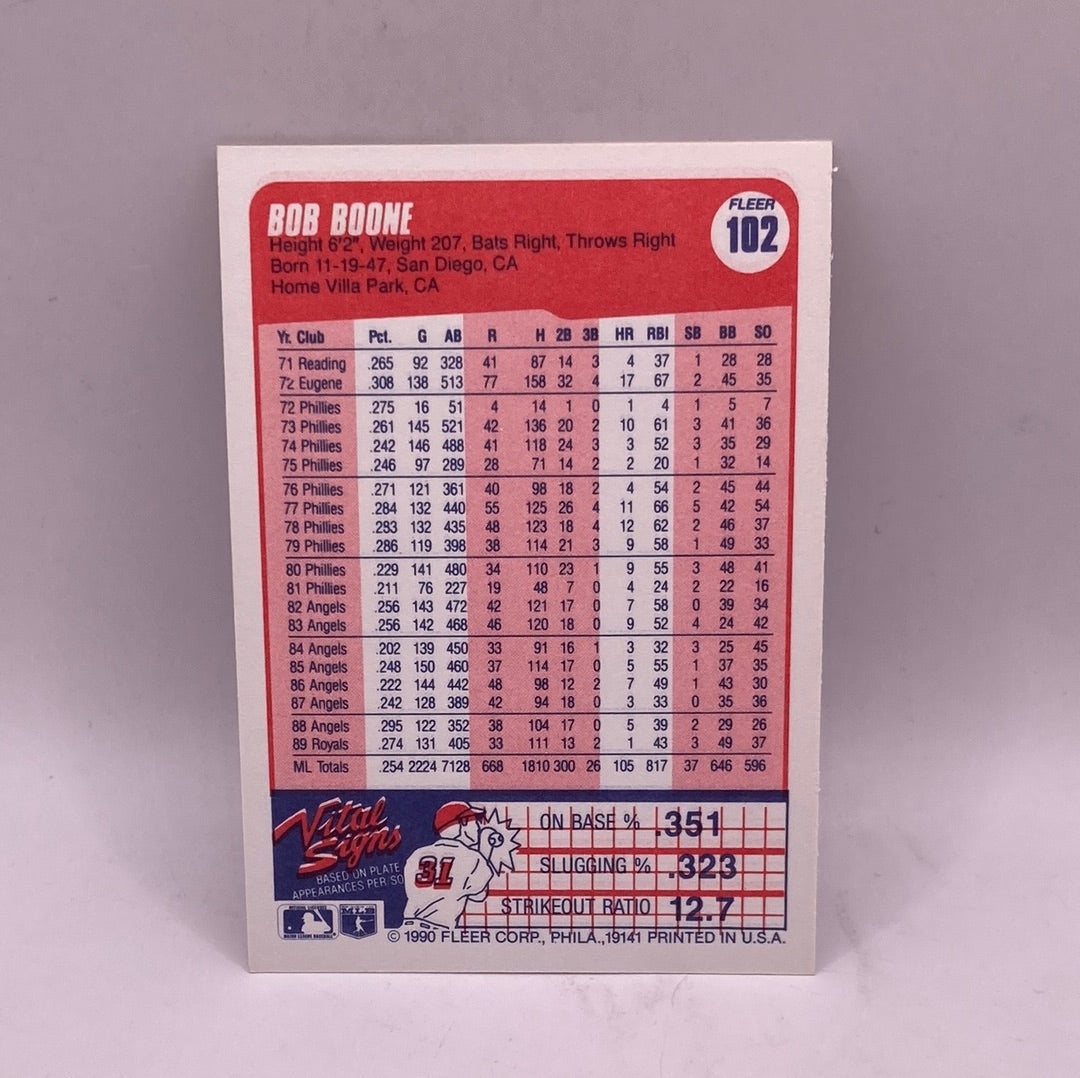 BOB BOONE
FLEER
102
Height 6'2", Weight 207, Bats Right, Throws Right
Born 11-19-47, San Diego, CA
Home Villa Park, CA
Yr. Club Pct. G AB R H 2B 3B HR RBI SB BB SO
71 Reading .265 92 328 41 87 14 3 4 37 1 28 28
72 Eugene .308 138 513 77 158 32 4 17 67 2 45 35
72 Phillies .275 16 51 4 14 1 0 1 4 1 5 7
73 Phillies .261 145 521 42 136 20 2 10 61 3 41 36
74 Phillies .242 146 488 41 118 24 3 3 52 3 35 29
75 Phillies .246 97 289 28 71 14 2 2 20 1 32 14
76 Phillies .271 121 361 40 98 18 2 4 54 2 45 44
77 Phillies .284 132 440 55 125 26 4 11 66 5 42 54
78 Phillies .283 132 435 48 123 18 4 12 62 2 46 37
79 Phillies .286 119 398 38 114 21 3 9 58 1 49 33
80 Phillies .229 141 480 34 110 23 1 9 55 3 48 41
81 Phillies .211 76 227 19 48 7 0 4 24 2 22 16
82 Angels .256 143 472 42 121 17 0 7 58 0 39 34
83 Angels .256 142 468 46 120 18 0 9 52 4 24 42
84 Angels .202 139 450 33 91 16 1 3 32 3 25 45
85 Angels .248 150 460 37 114 17 0 5 55 1 37 35
86 Angels .222 144 442 48 98 12 2 7 49 1 43 30
87 Angels .242 128 389 42 94 18 0 3 33 0 35 36
88 Angels .295 122 352 38 104 17 0 5 39 2 29 26
89 Royals .274 131 405 33 111 13 2 1 43 3 49 37
ML Totals .254 2224 7128 668 1810 300 26 105 817 37 646 596
Vital
Signs
BASED ON PLATE
APPEARANCES PER SO
31
ON BASE % .351
SLUGGING % .323
STRIKEOUT RATIO 12.7
MLB
© 1990 FLEER CORP., PHILA.,19141 PRINTED IN U.S.A.